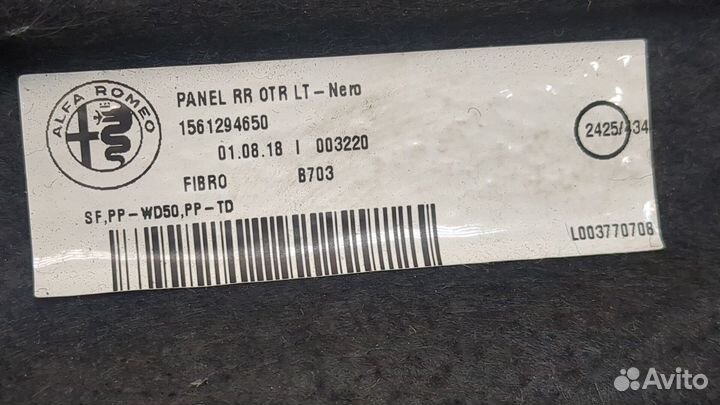 ALFA ROMEO
PANEL RR OTR LT-Nero
1561294650
01.08.18 I 003220
FIBRO B703
SF,PP-WD50,PP-TD
2425/434
L003770708
Avito